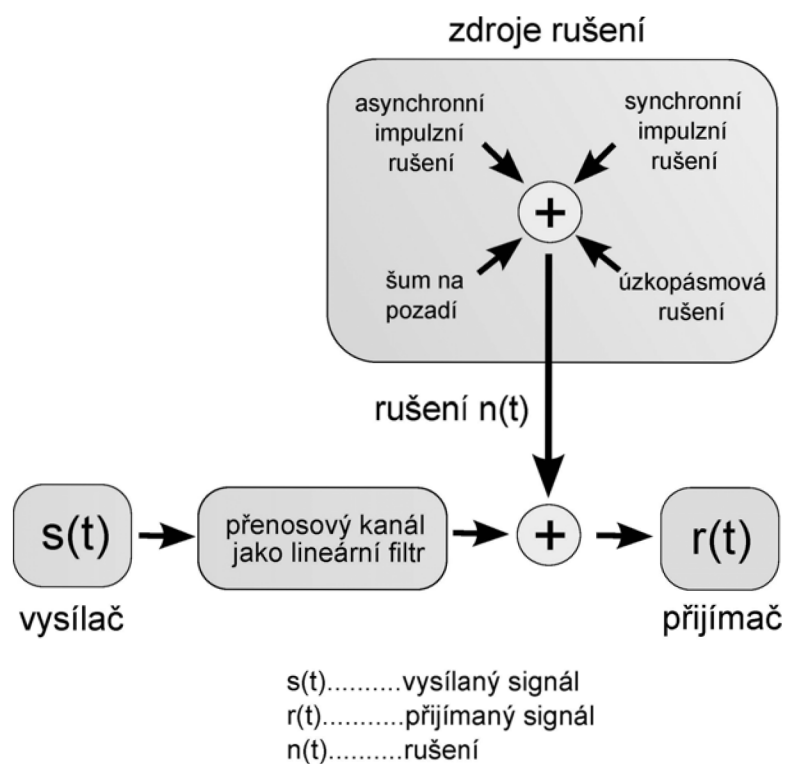 zdroje rušení
asynchronní
impulzní
rušení
synchronní
impulzní
rušení
+
šum na
pozadí
úzkopásmová
rušení
rušení n(t)
s(t)
přenosový kanál
jako lineární filtr
+
r(t)
vysílač
přijímač
s(t)..........vysílaný signál
r(t)...........přijímaný signál
n(t)..........rušení